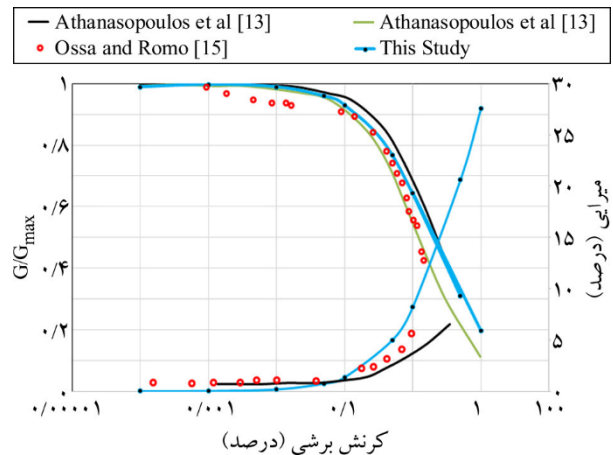 Athanasopoulos et al [13]
Athanasopoulos et al [13]
Ossa and Romo [15]
This Study
۱
۰/۸
۰/۶
۰/۴
۰/۲
۰
G/Gmax
۳۰
۲۵
۲۰
۱۵
۱۰
۵
۰
میرایی (درصد)
۰/۰۰۰۰۱
۰/۰۰۱
۰/۱
۱
۱۰۰
کرنش برشی (درصد)